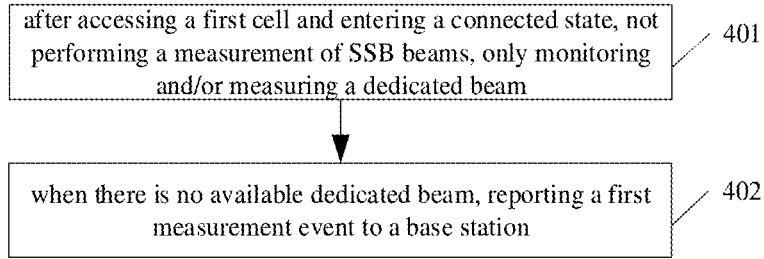 after accessing a first cell and entering a connected state, not
performing a measurement of SSB beams, only monitoring
and/or measuring a dedicated beam
401
when there is no available dedicated beam, reporting a first
measurement event to a base station
402